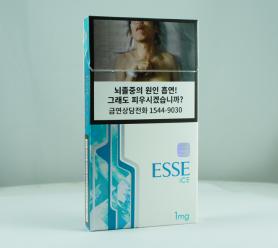 뇌졸중의 원인 흡연!
그래도 피우시겠습니까?
금연상담전화 1544-9030
ESSE
ICE
1mg